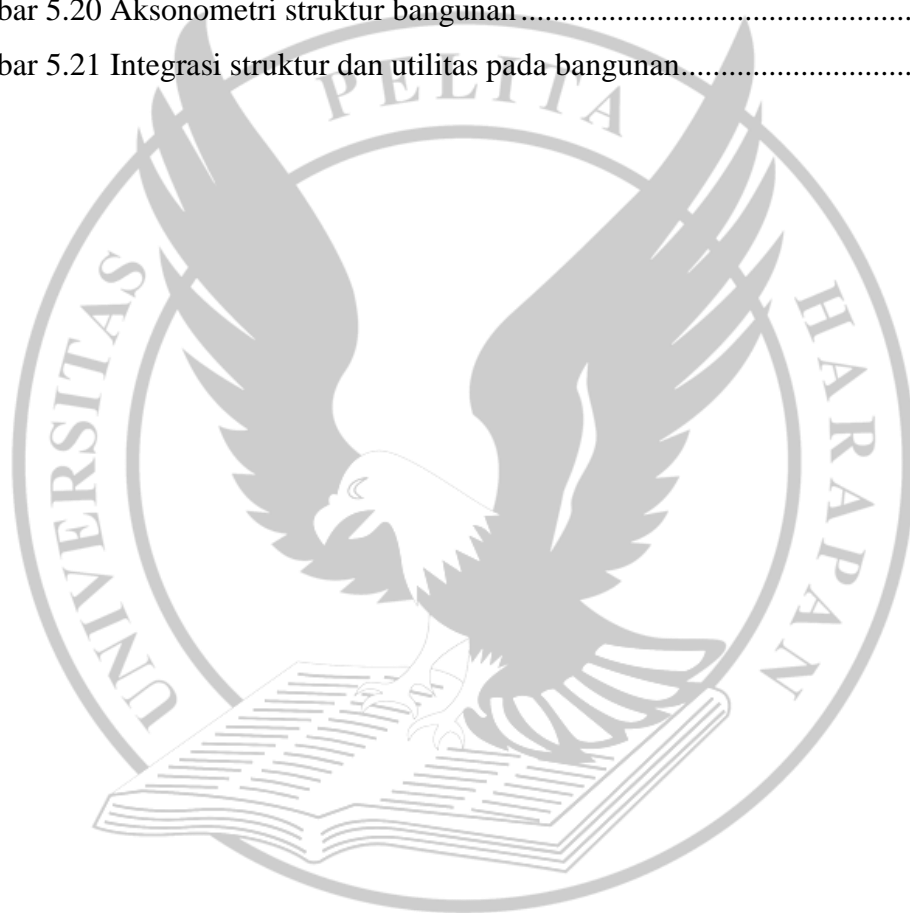 bar 5.20 Aksonometri struktur bangunan..............................................
bar 5.21 Integrasi struktur dan utilitas pada bangunan...........................
UNIVERSITAS PELITA HARAPAN